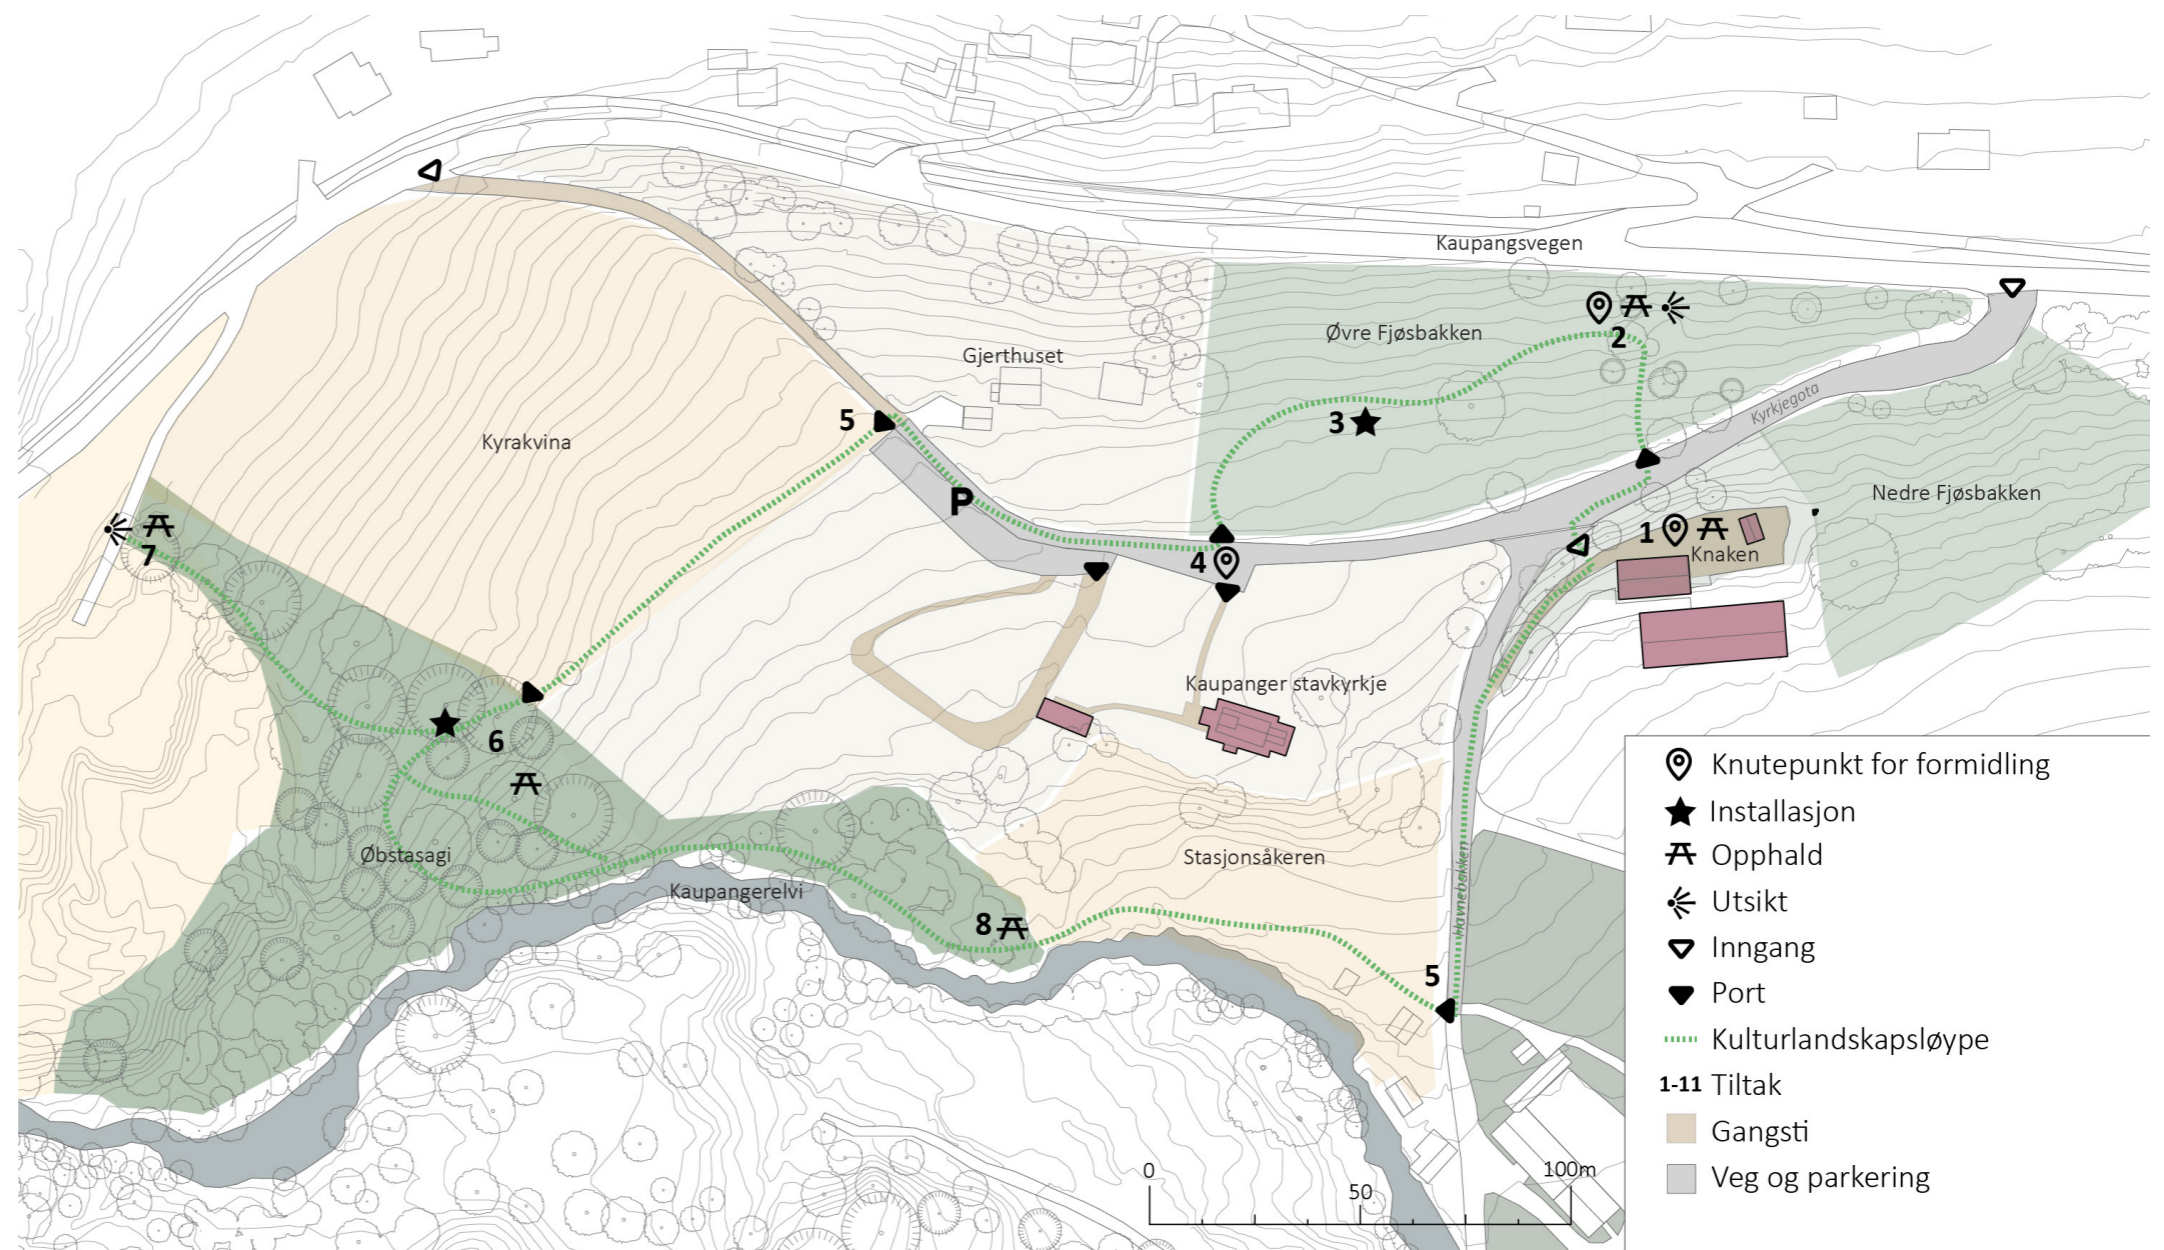 Kaupangsvegen
2
Øvre Fjøsbakken
Gjerthuset
Kyrkjegota
3
5
Kyrakvina
Nedre Fjøsbakken
P
1
Knaken
7
4
Kaupanger stavkyrkje
6
Øbstasagi
Stasjonsåkeren
Kaupangerelvi
Havnebakken
8
5
0
50
100m
Knutepunkt for formidling
Installasjon
Opphald
Utsikt
Inngang
Port
Kulturlandskapsløype
1-11 Tiltak
Gangsti
Veg og parkering